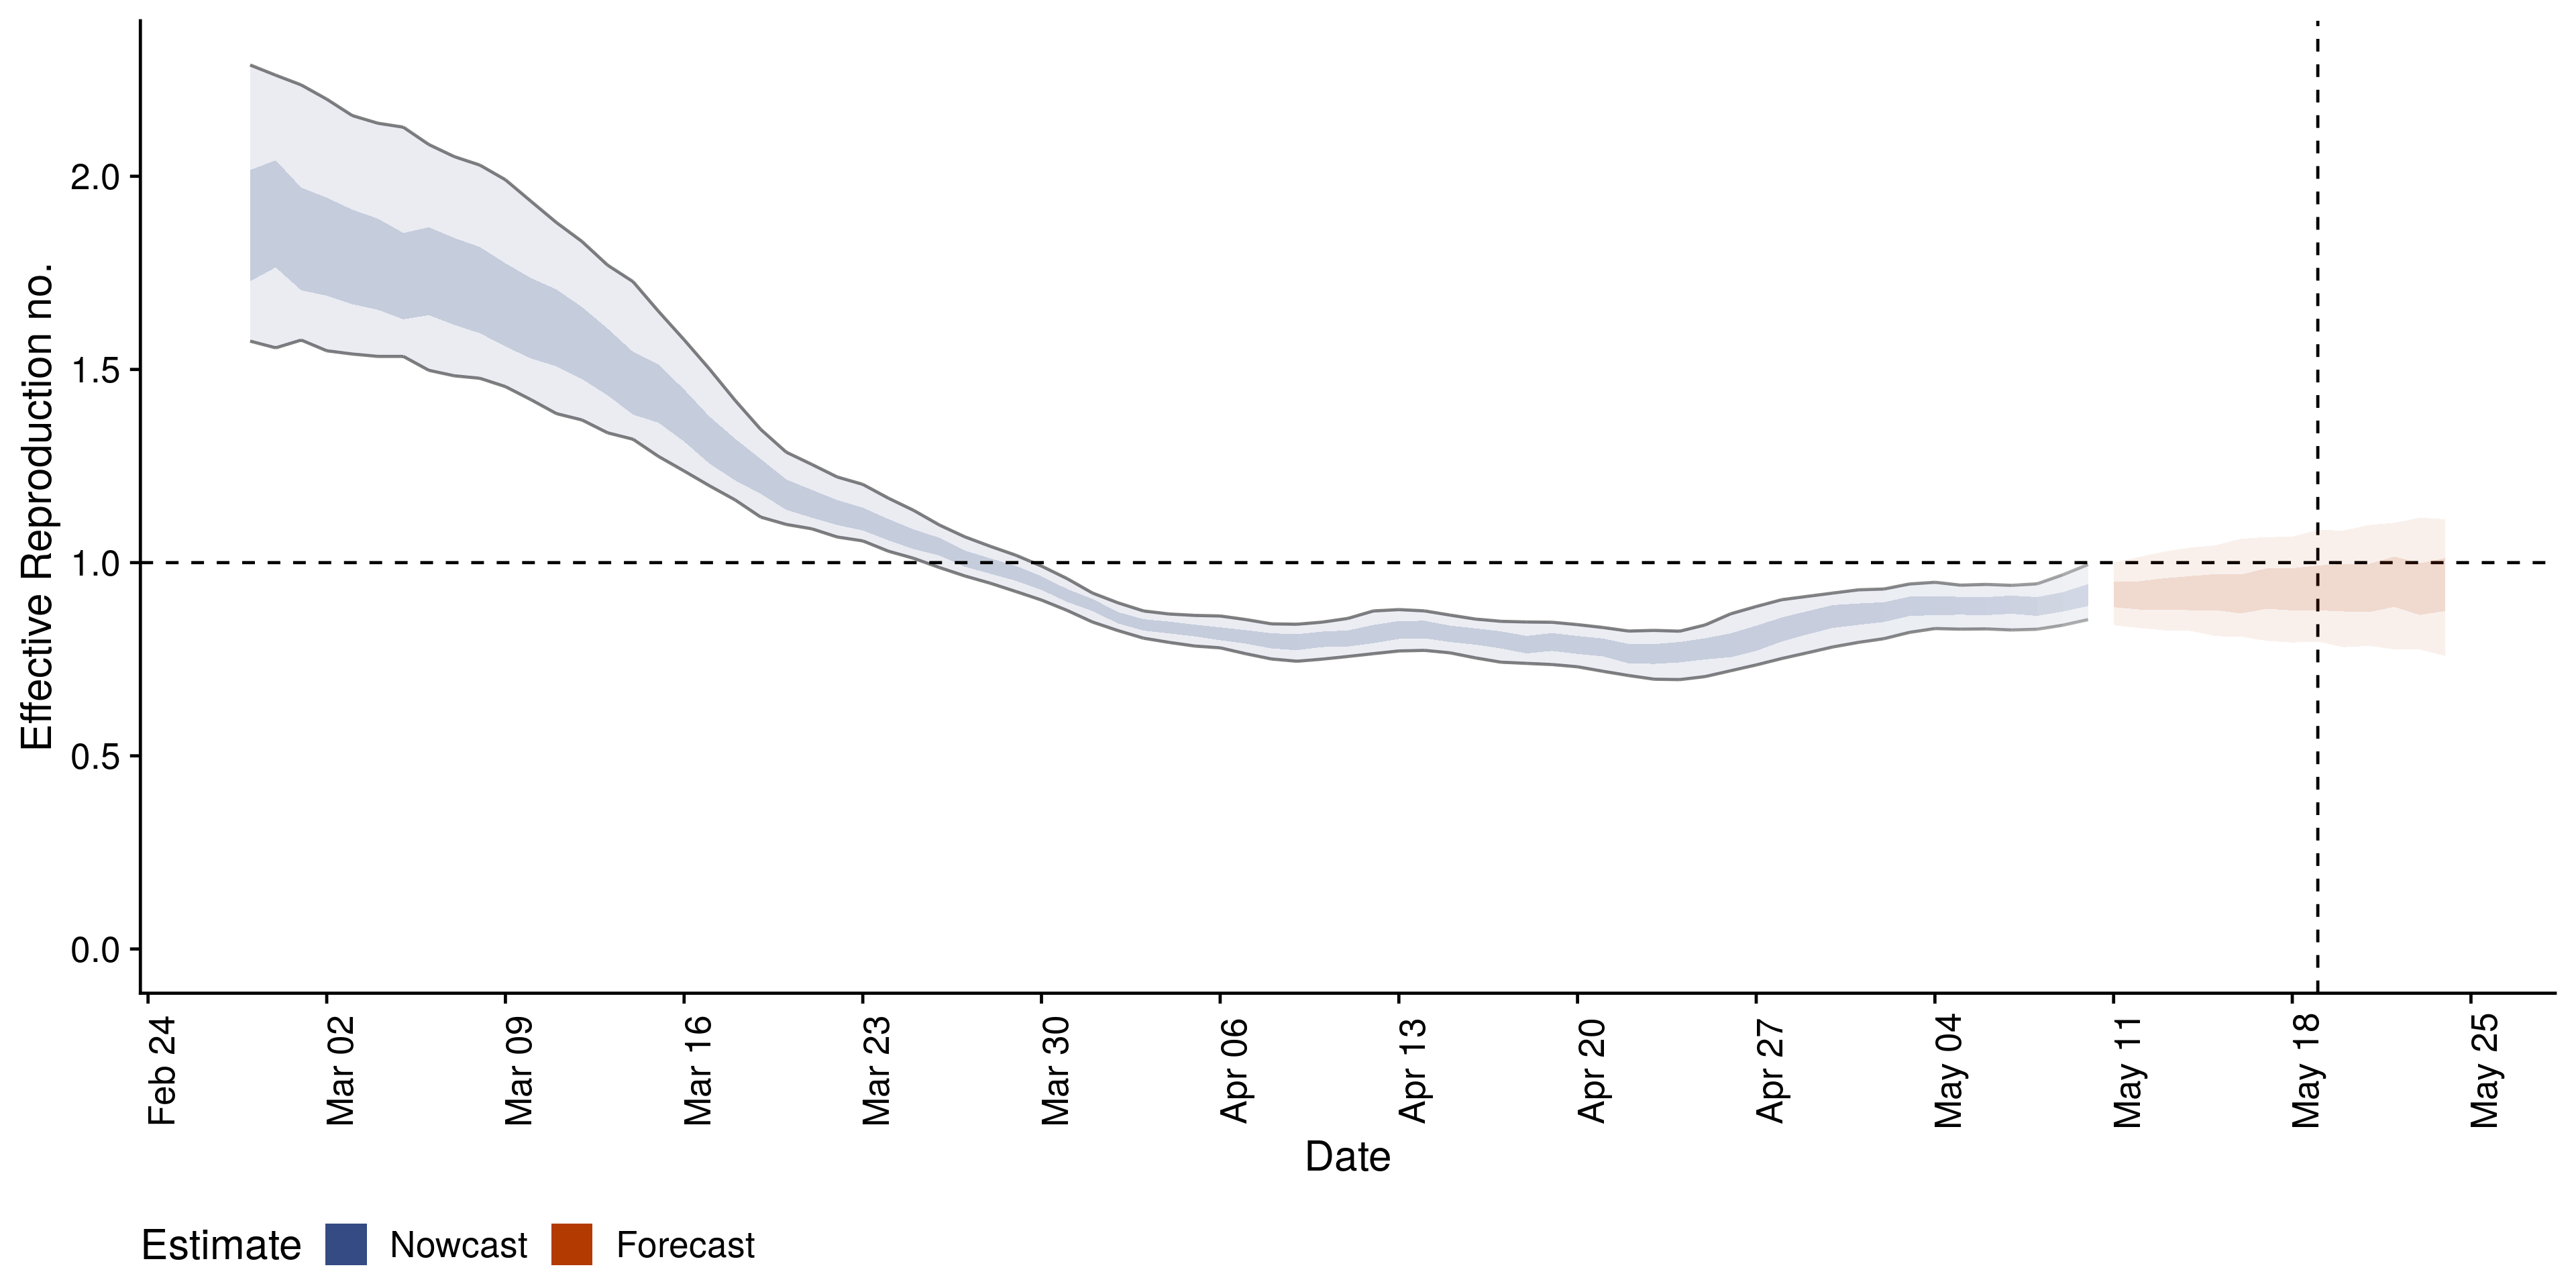 Effective Reproduction no.
2.0
1.5
1.0
0.5
0.0
Feb 24
Mar 02
Mar 09
Mar 16
Mar 23
Mar 30
Apr 06
Apr 13
Apr 20
Apr 27
May 04
May 11
May 18
May 25
Date
Estimate Nowcast Forecast